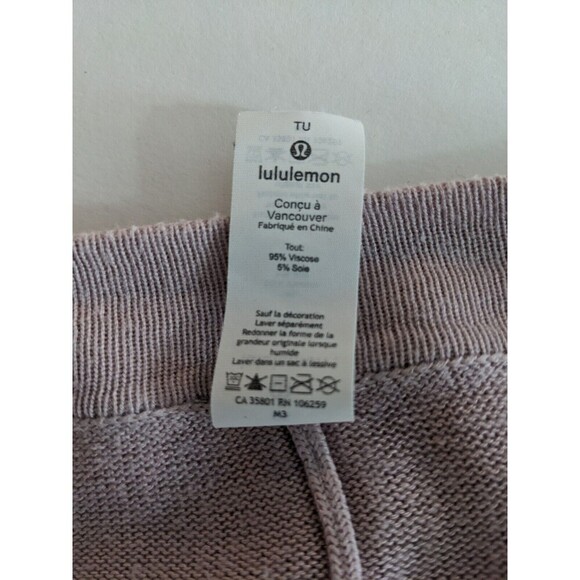 TU
lululemon
Conçu à
Vancouver
Fabriqué en Chine
Tout:
95% Viscose
5% Soie
Sauf la décoration
Laver séparément
Redonner la forme de la
grandeur originale lorsque
humide
Laver dans un sac à lessive
CA 35801 RN 106259
M3